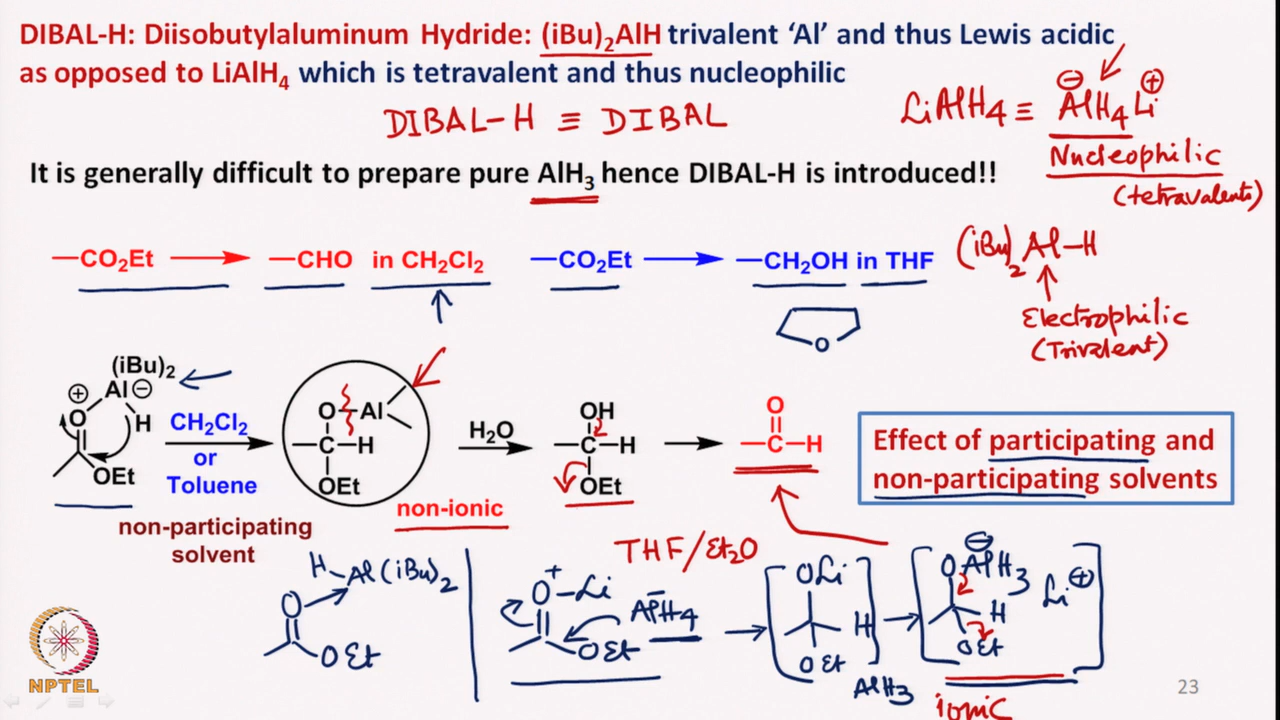 DIBAL-H: Diisobutylaluminum Hydride: (iBu)₂AlH trivalent ‘Al’ and thus Lewis acidic
as opposed to LiAlH₄ which is tetravalent and thus nucleophilic
DIBAL-H ≡ DIBAL
LiAlH4 ≡ AlH4 Li
⊖ ⊕
Nucleophilic
(tetravalents)
It is generally difficult to prepare pure AlH₃ hence DIBAL-H is introduced!!
—CO₂Et → —CHO in CH₂Cl₂
—CO₂Et → —CH₂OH in THF
(iBu)₂Al-H
O
Electrophilic
(Trivalent)
(iBu)₂
⊕ Al⊖
O H
OEt
CH₂Cl₂
or
Toluene
non-participating
solvent
O Al
—C—H
OEt
non-ionic
H₂O
OH
—C—H
OEt
O
—C—H
Effect of participating and
non-participating solvents
THF/Et₂O
H-Al(iBu)₂
O
OEt
O⁺-Li
AlH4
OEt
OLi
H
OEt
AlH3
⊖
OAlH3
H
OEt
Li⊕
ionic
NPTEL
23